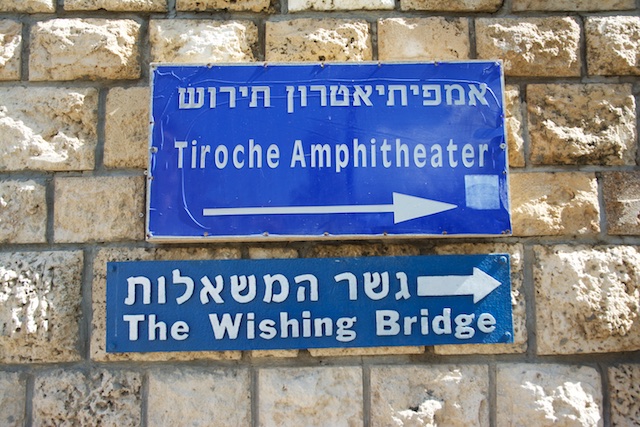 אמפיתיאטרון תירוש
Tiroche Amphitheater
גשר המשאלות
The Wishing Bridge